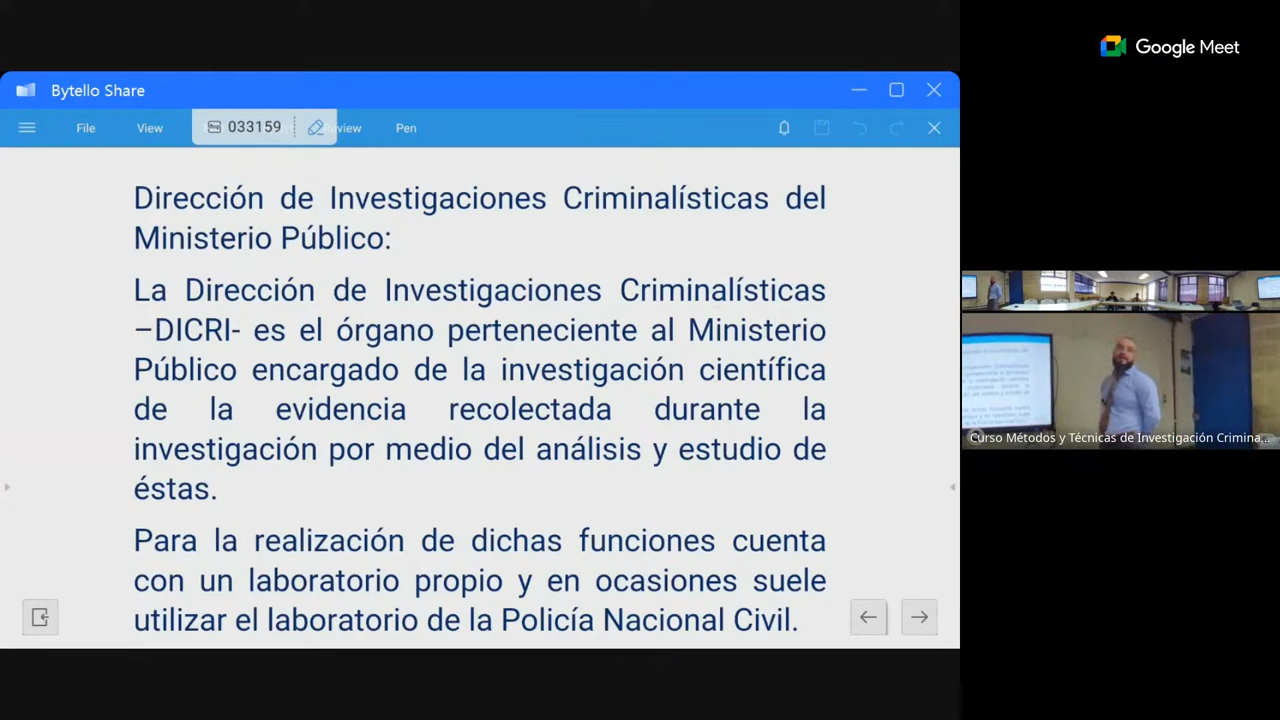 Google Meet
Bytello Share
File
View
033159
Review
Pen
Dirección de Investigaciones Criminalísticas del
Ministerio Público:
La Dirección de Investigaciones Criminalísticas
–DICRI- es el órgano perteneciente al Ministerio
Público encargado de la investigación científica
de la evidencia recolectada durante la
investigación por medio del análisis y estudio de
éstas.
Para la realización de dichas funciones cuenta
con un laboratorio propio y en ocasiones suele
utilizar el laboratorio de la Policía Nacional Civil.
Curso Métodos y Técnicas de Investigación Crimina...